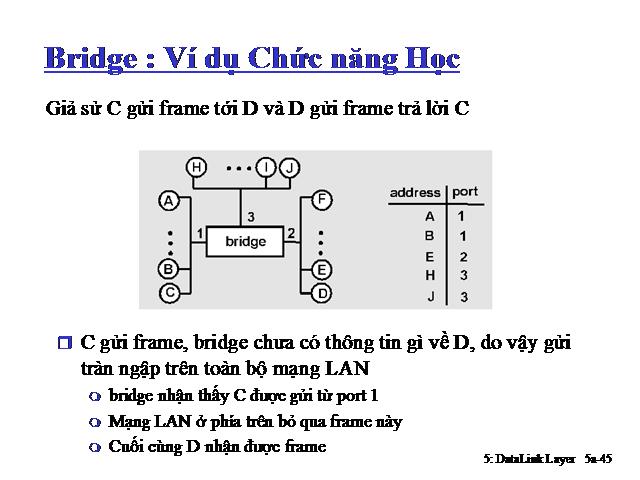 Bridge : Ví dụ Chức năng Học
Giả sử C gửi frame tới D và D gửi frame trả lời C
H ••• I J
A F
3
1 bridge 2
B E
C D
address port
A 1
B 1
E 2
H 3
J 3
C gửi frame, bridge chưa có thông tin gì về D, do vậy gửi
tràn ngập trên toàn bộ mạng LAN
bridge nhận thấy C được gửi từ port 1
Mạng LAN ở phía trên bỏ qua frame này
Cuối cùng D nhận được frame
5: DataLink Layer 5a-45